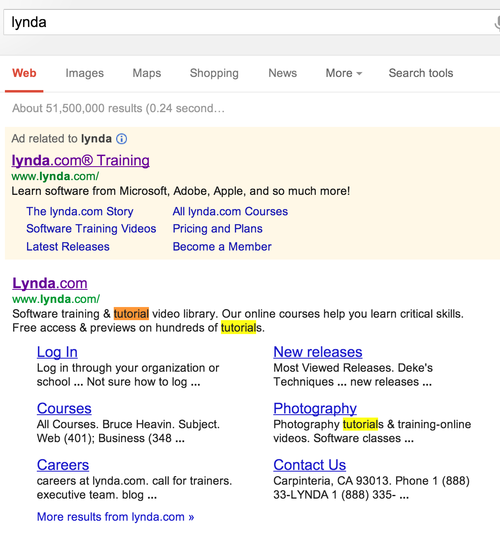 lynda
Web Images Maps Shopping News More Search tools
About 51,500,000 results (0.24 second…
Ad related to lynda
lynda.com® Training
www.lynda.com/
Learn software from Microsoft, Adobe, Apple, and so much more!
The lynda.com Story All lynda.com Courses
Software Training Videos Pricing and Plans
Latest Releases Become a Member
Lynda.com
www.lynda.com/
Software training & tutorial video library. Our online courses help you learn critical skills.
Free access & previews on hundreds of tutorials.
Log In
Log in through your organization or
school ... Not sure how to log ...
New releases
Most Viewed Releases. Deke's
Techniques ... new releases ...
Courses
All Courses. Bruce Heavin. Subject.
Web (401); Business (348 ...
Photography
Photography tutorials & training-online
videos. Software classes ...
Careers
careers at lynda.com. call for trainers.
executive team. blog ...
Contact Us
Carpinteria, CA 93013. Phone 1 (888)
33-LYNDA 1 (888) 335- ...
More results from lynda.com »